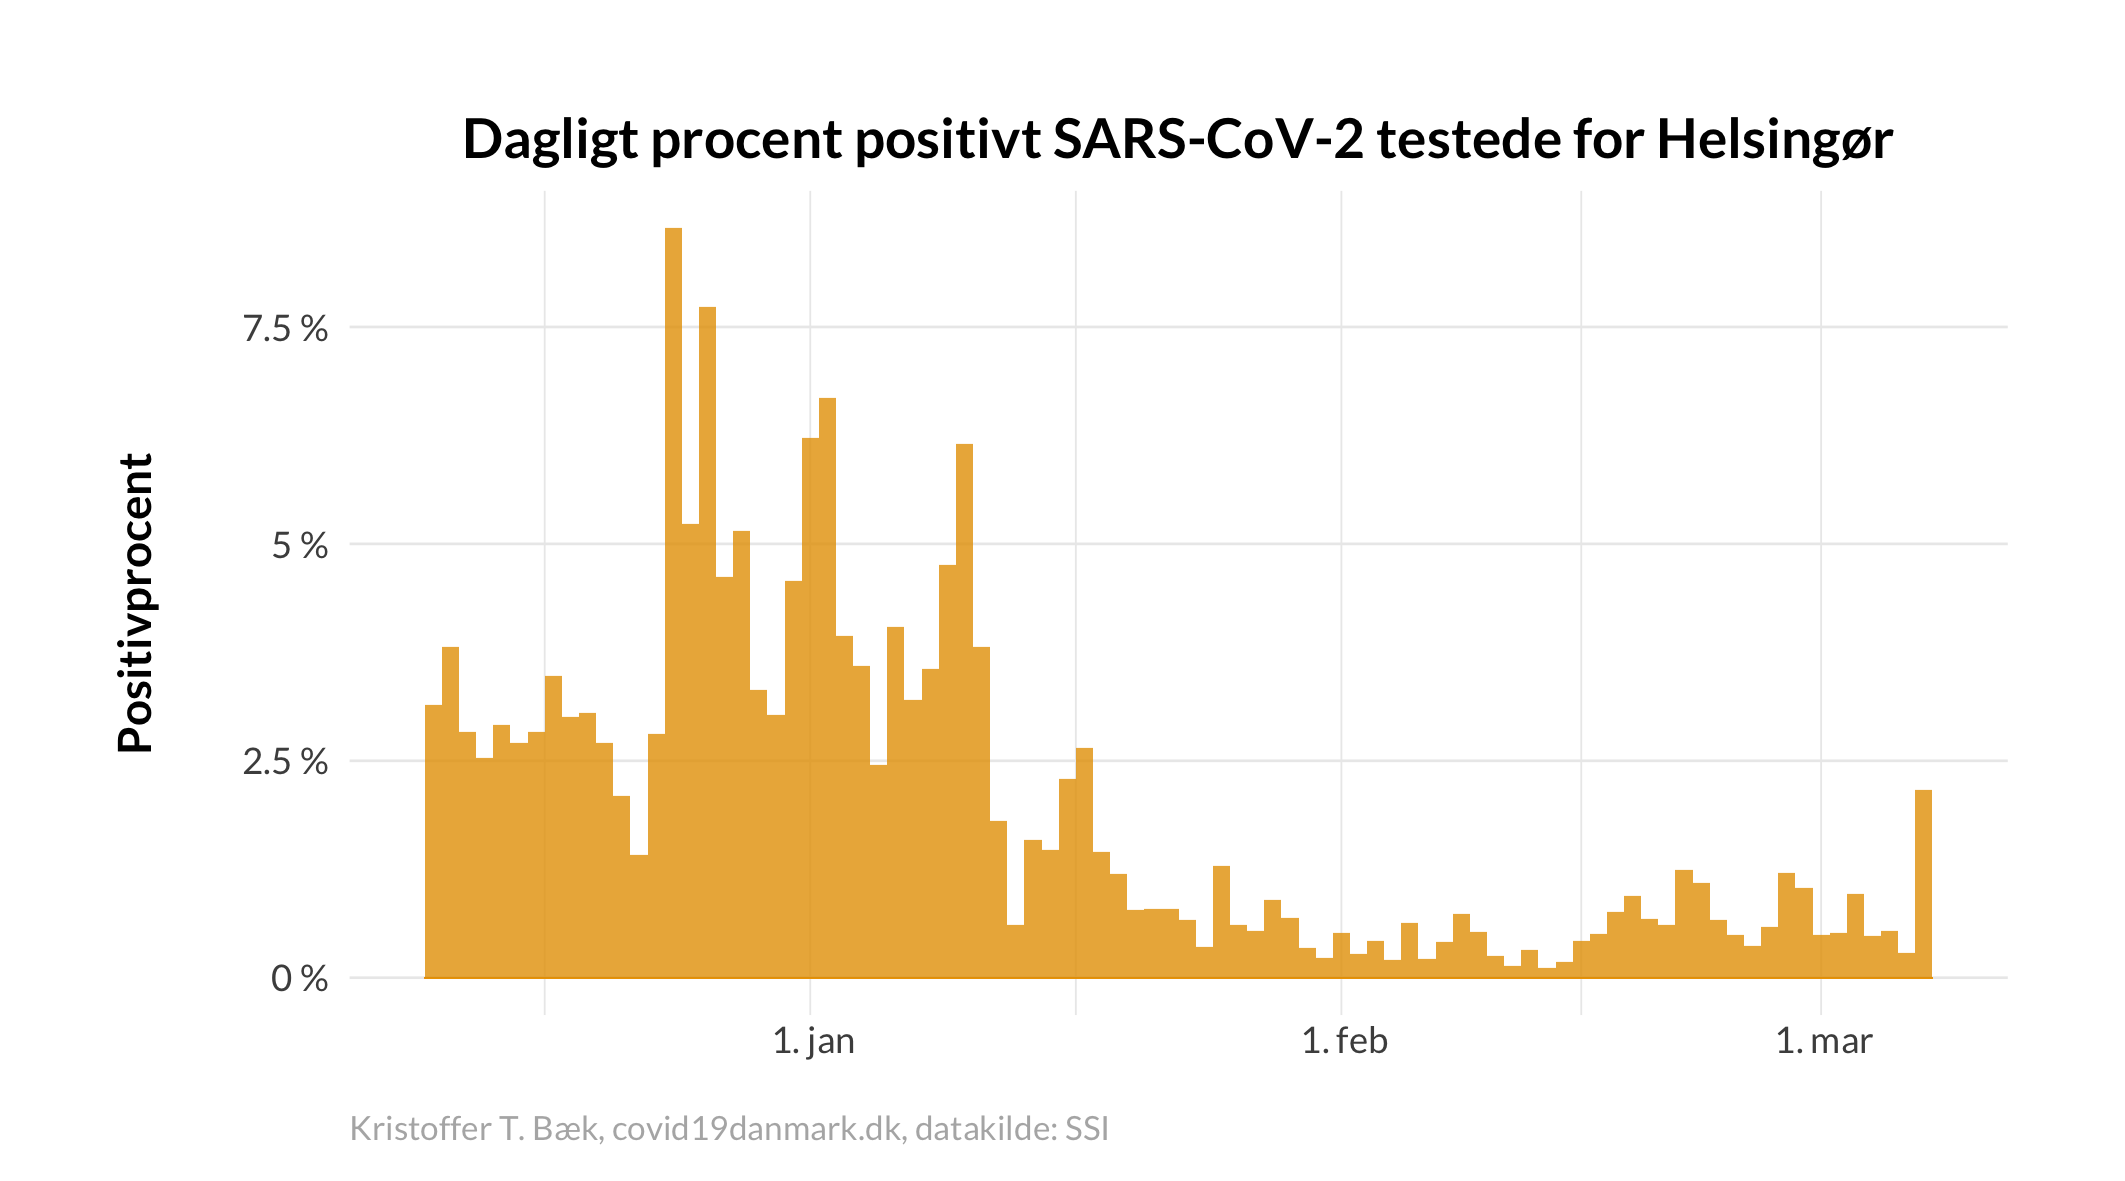 Dagligt procent positivt SARS-CoV-2 testede for Helsingør
Positivprocent
7.5 %
5 %
2.5 %
0 %
1. jan
1. feb
1. mar
Kristoffer T. Bæk, covid19danmark.dk, datakilde: SSI